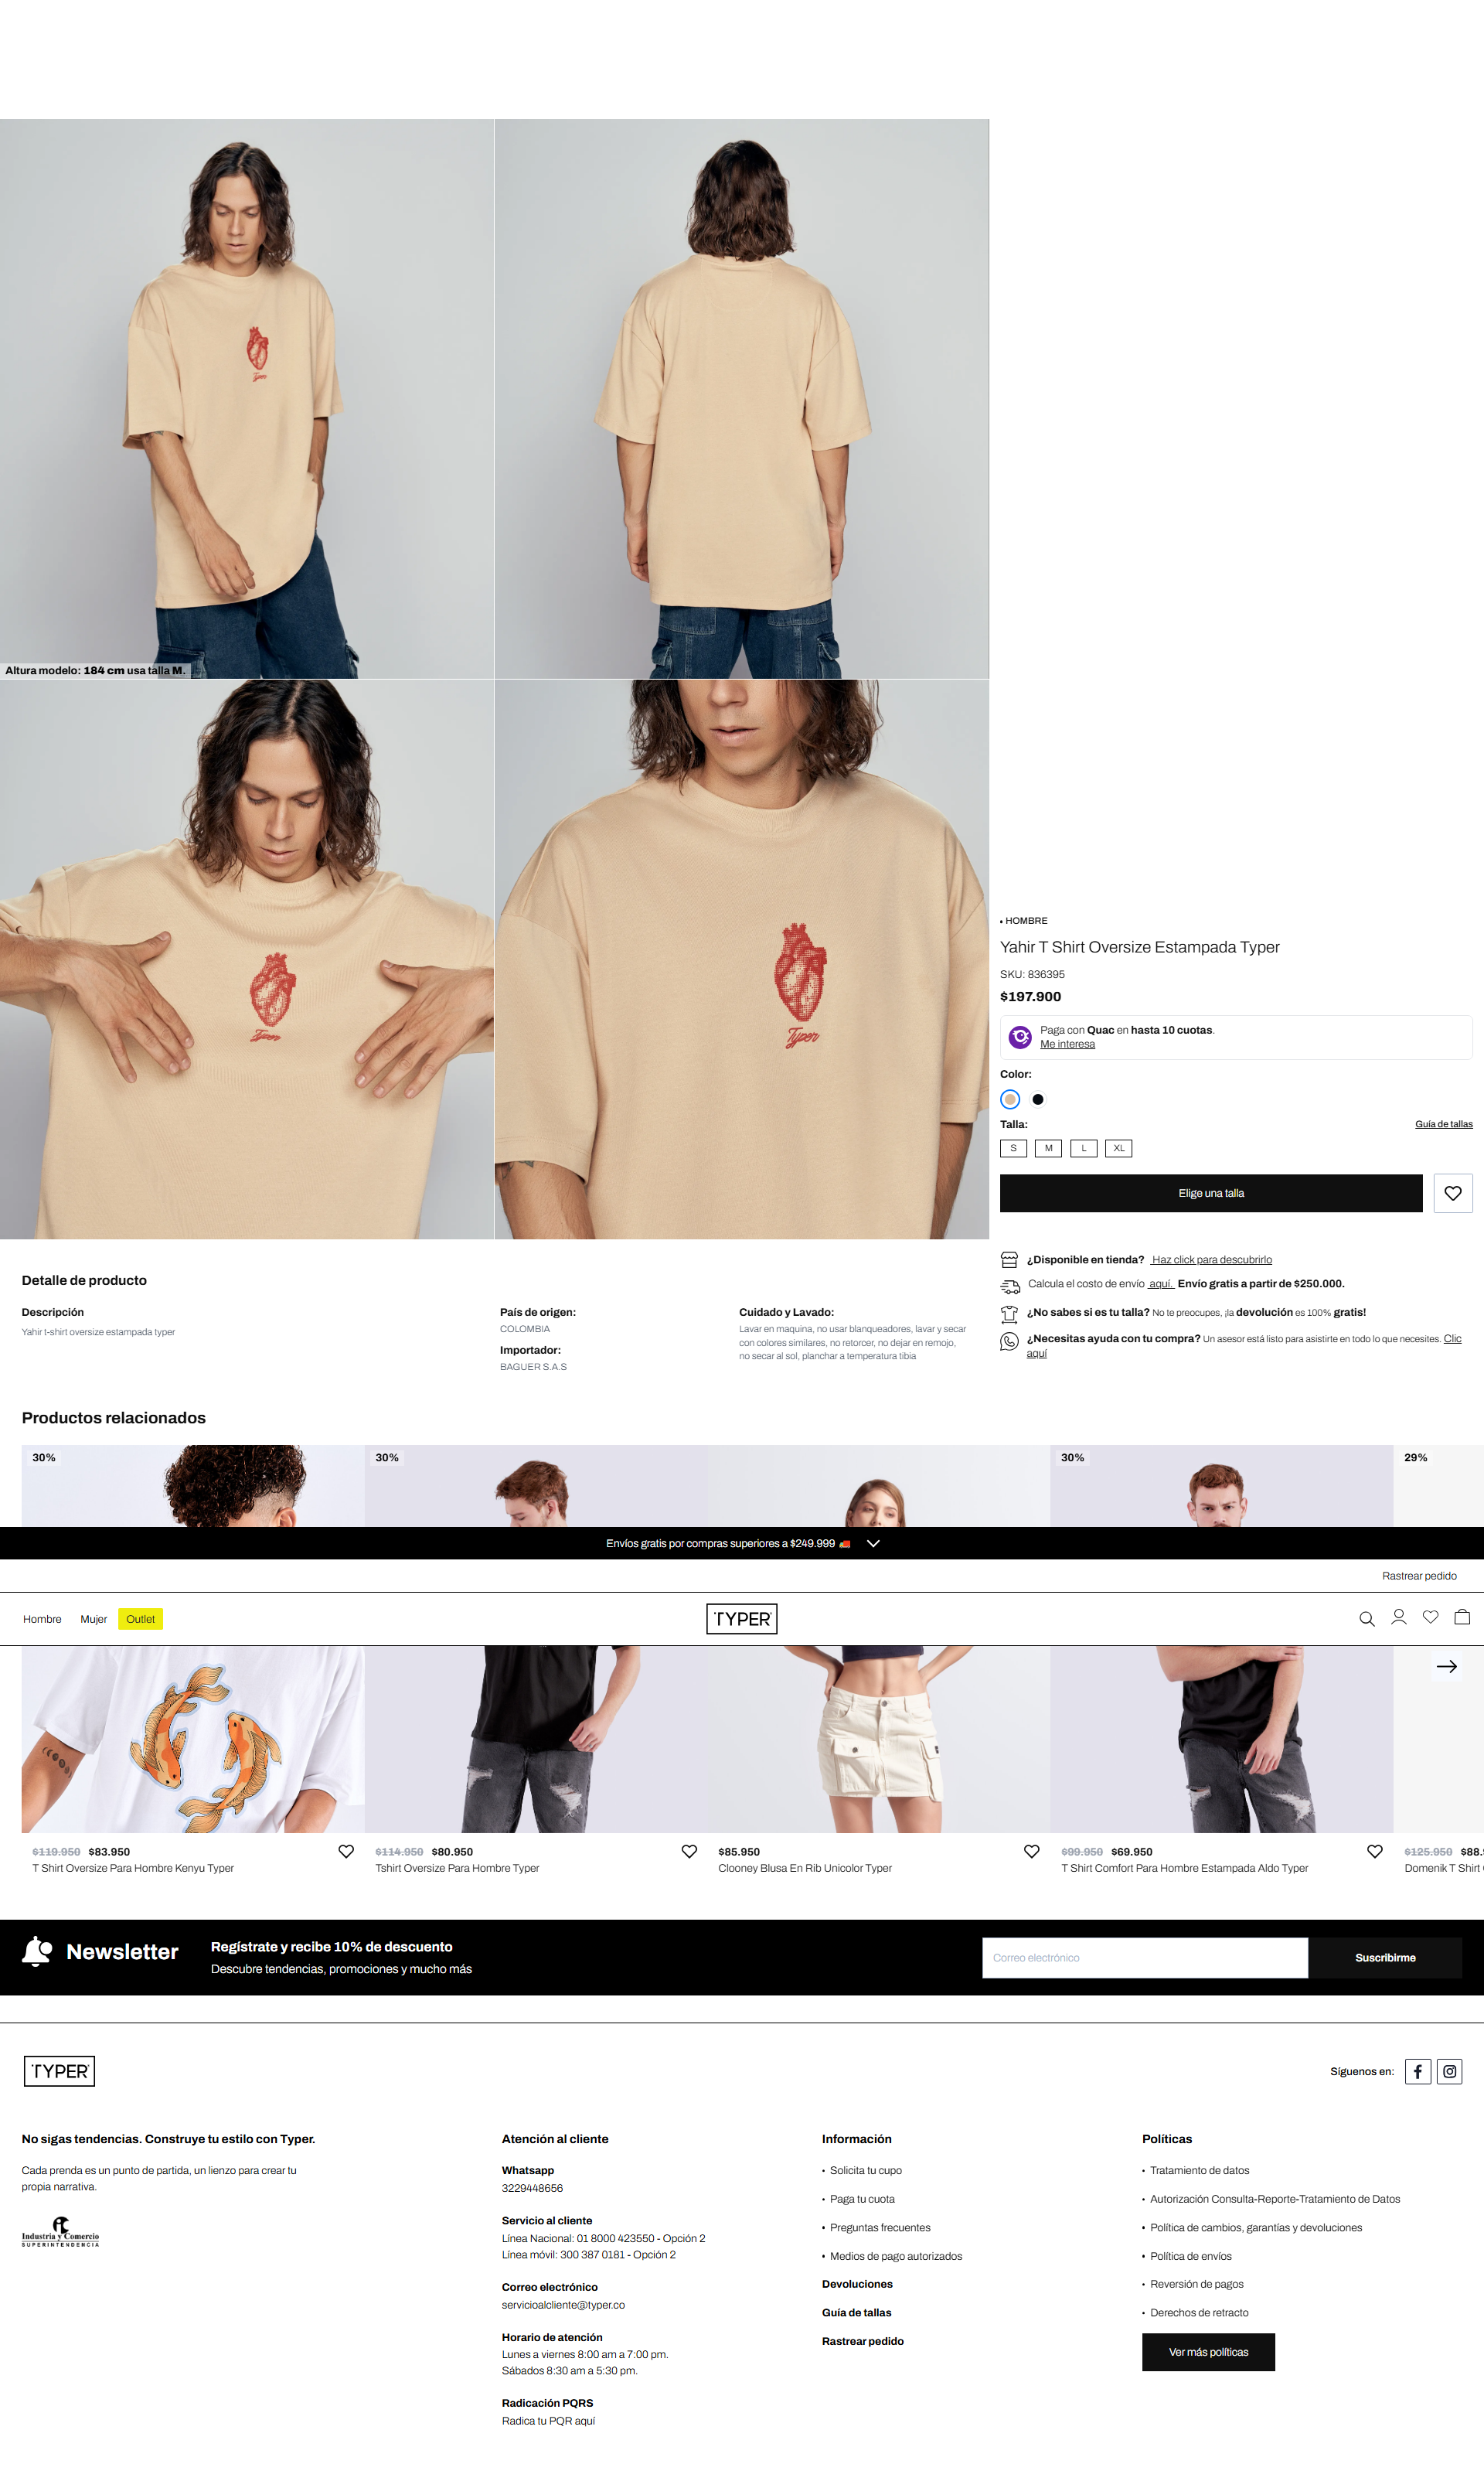 Typer
Altura modelo: 184 cm usa talla M.
Typer
Typer
• HOMBRE
Yahir T Shirt Oversize Estampada Typer
SKU: 836395
$197.900
Paga con Quac en hasta 10 cuotas.
Me interesa
Color:
Talla:
Guía de tallas
S M L XL
Elige una talla
¿Disponible en tienda? Haz click para descubrirlo
Calcula el costo de envío aquí. Envío gratis a partir de $250.000.
¿No sabes si es tu talla? No te preocupes, ¡la devolución es 100% gratis!
¿Necesitas ayuda con tu compra? Un asesor está listo para asistirte en todo lo que necesites. Clic
aquí
Detalle de producto
Descripción
Yahir t-shirt oversize estampada typer
País de origen:
COLOMBIA
Importador:
BAGUER S.A.S
Cuidado y Lavado:
Lavar en maquina, no usar blanqueadores, lavar y secar
con colores similares, no retorcer, no dejar en remojo,
no secar al sol, planchar a temperatura tibia
Productos relacionados
30%
30%
30%
29%
Envíos gratis por compras superiores a $249.999
Rastrear pedido
Hombre Mujer Outlet
TYPER
$119.950 $83.950
T Shirt Oversize Para Hombre Kenyu Typer
$114.950 $80.950
Tshirt Oversize Para Hombre Typer
$85.950
Clooney Blusa En Rib Unicolor Typer
$99.950 $69.950
T Shirt Comfort Para Hombre Estampada Aldo Typer
$125.950 $88.
Domenik T Shirt
Newsletter
Regístrate y recibe 10% de descuento
Descubre tendencias, promociones y mucho más
Correo electrónico
Suscribirme
TYPER
Síguenos en:
No sigas tendencias. Construye tu estilo con Typer.
Cada prenda es un punto de partida, un lienzo para crear tu
propia narrativa.
Industria y Comercio
SUPERINTENDENCIA
Atención al cliente
Whatsapp
3229448656
Servicio al cliente
Línea Nacional: 01 8000 423550 - Opción 2
Línea móvil: 300 387 0181 - Opción 2
Correo electrónico
servicioalcliente@typer.co
Horario de atención
Lunes a viernes 8:00 am a 7:00 pm.
Sábados 8:30 am a 5:30 pm.
Radicación PQRS
Radica tu PQR aquí
Información
• Solicita tu cupo
• Paga tu cuota
• Preguntas frecuentes
• Medios de pago autorizados
Devoluciones
Guía de tallas
Rastrear pedido
Políticas
• Tratamiento de datos
• Autorización Consulta-Reporte-Tratamiento de Datos
• Política de cambios, garantías y devoluciones
• Política de envíos
• Reversión de pagos
• Derechos de retracto
Ver más políticas